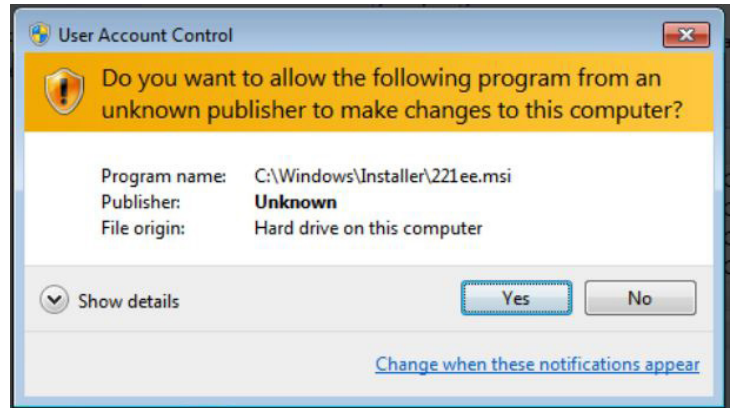 User Account Control
Do you want to allow the following program from an
unknown publisher to make changes to this computer?
Program name: C:\Windows\Installer\221ee.msi
Publisher: Unknown
File origin: Hard drive on this computer
Show details
Yes
No
Change when these notifications appear